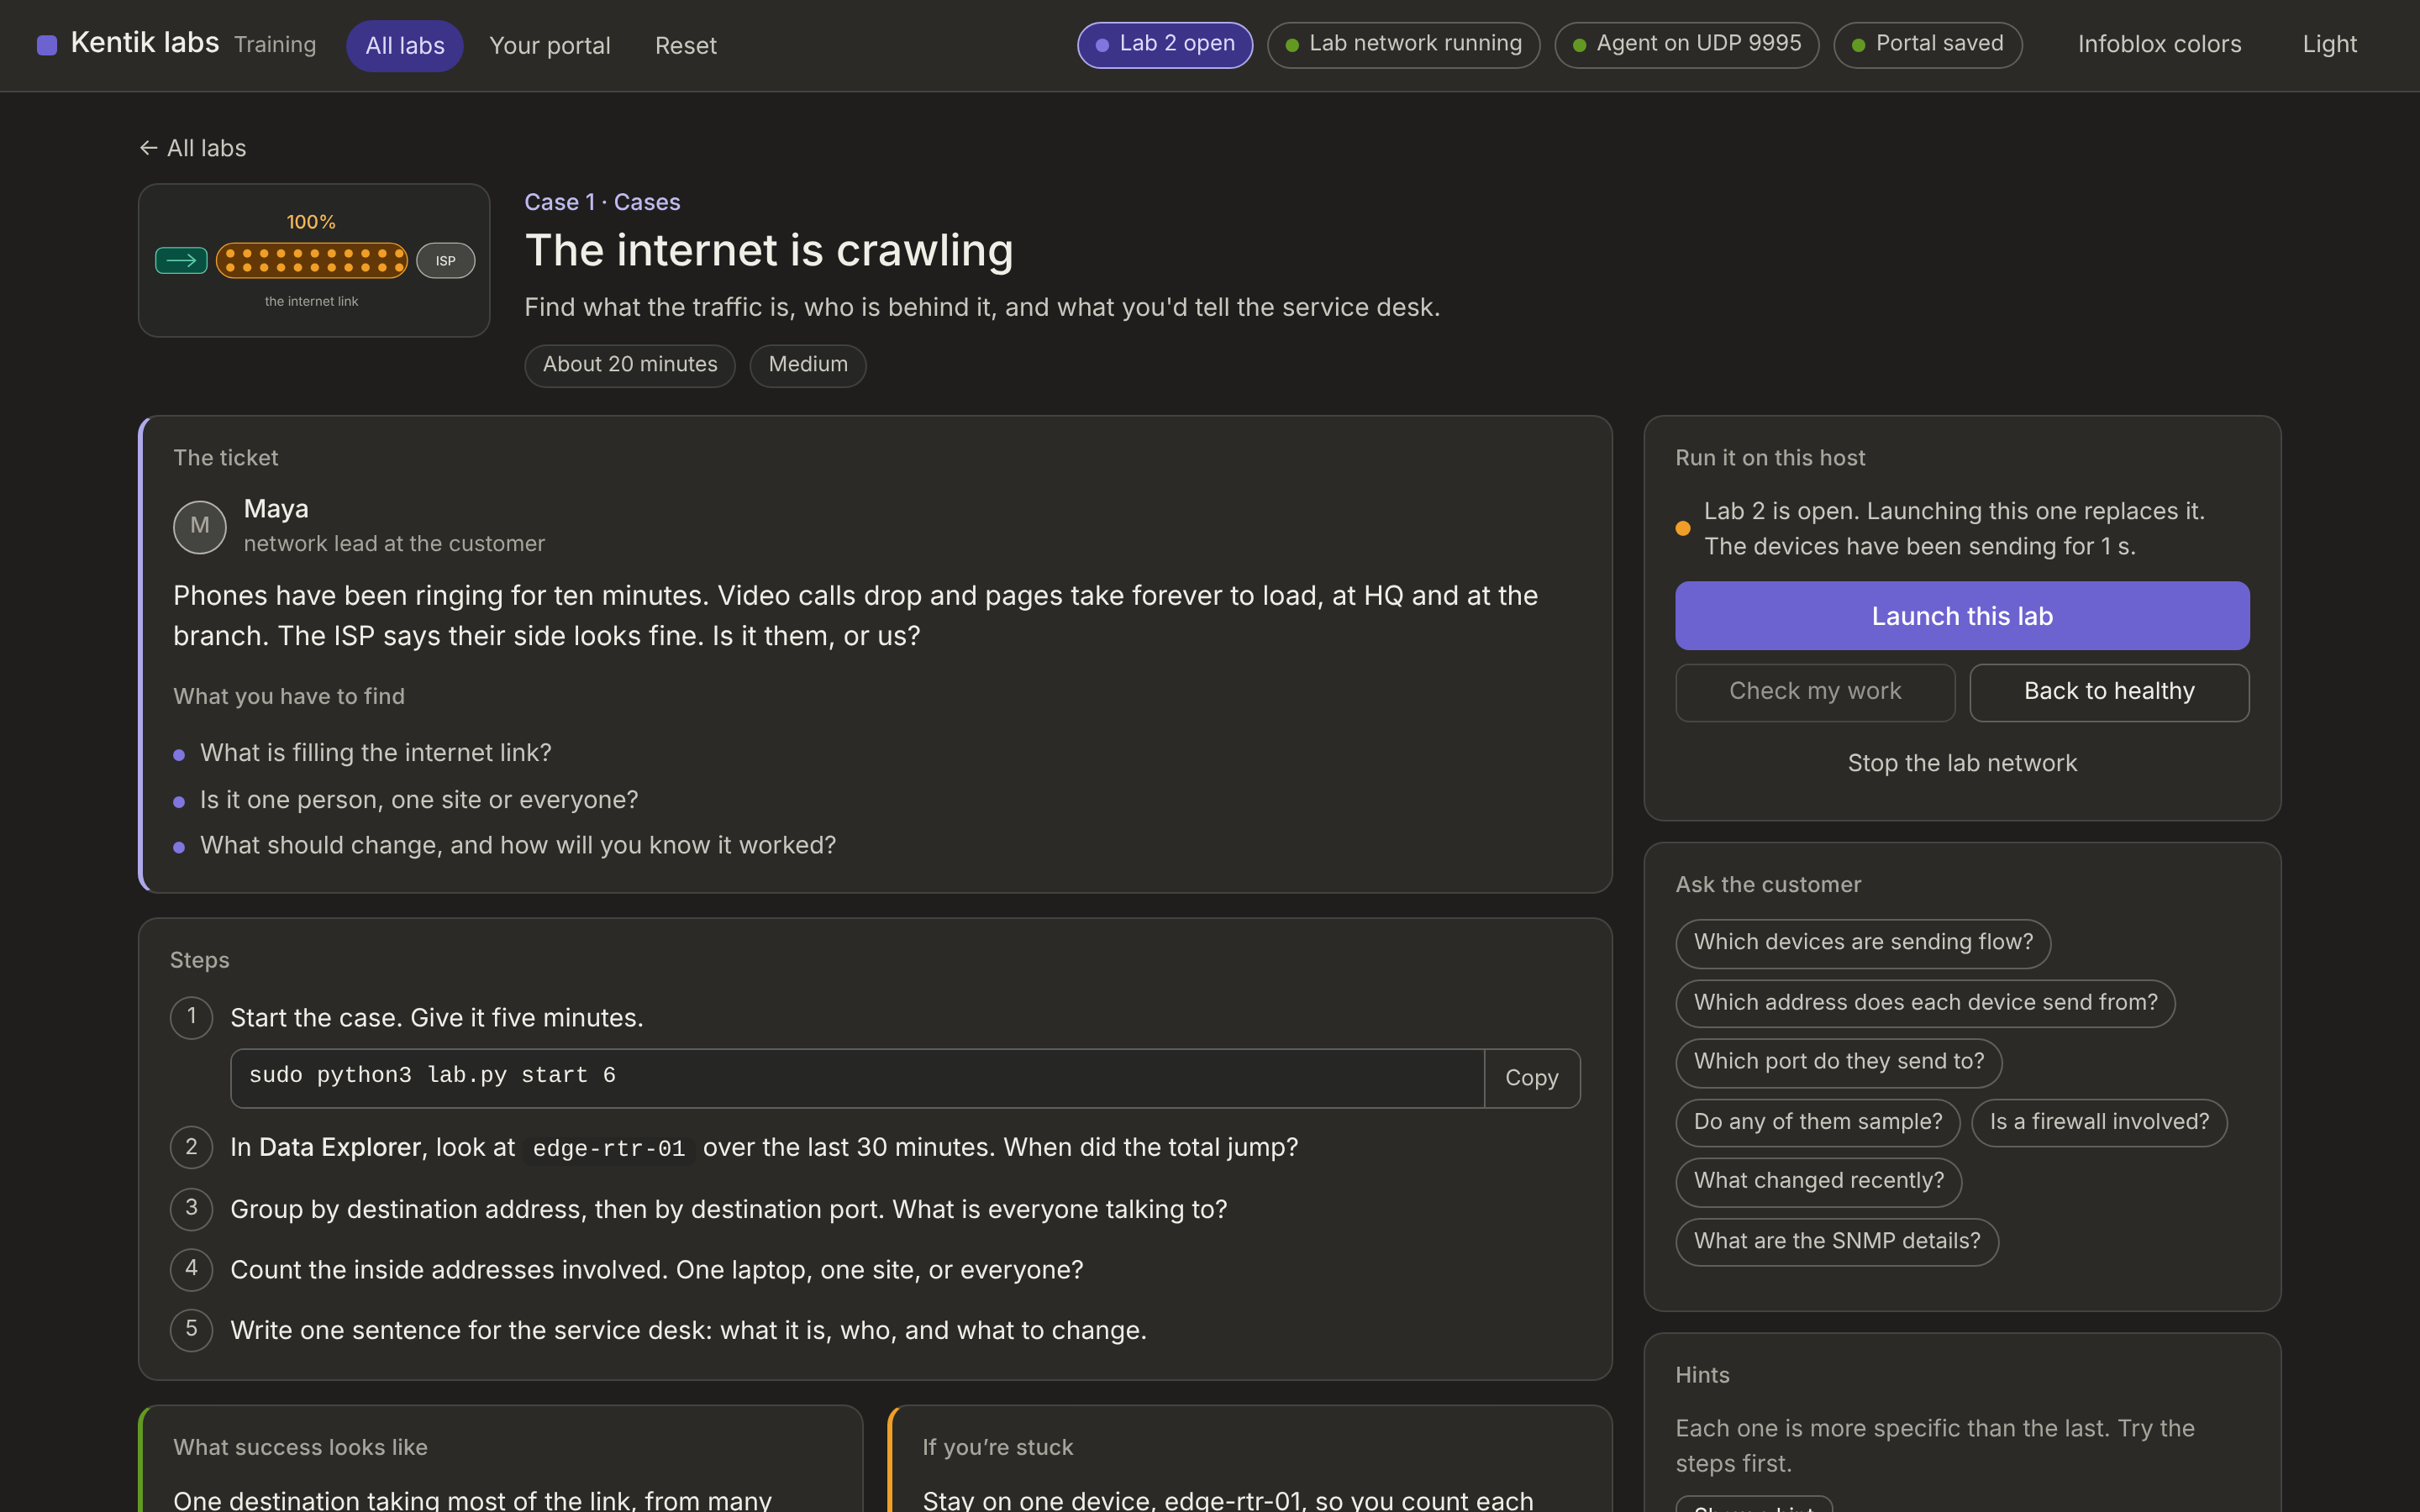 Kentik labs Training All labs Your portal Reset Lab 2 open Lab network running Agent on UDP 9995 Portal saved Infoblox colors Light
← All labs
100%
ISP
the internet link
Case 1 · Cases
The internet is crawling
Find what the traffic is, who is behind it, and what you'd tell the service desk.
About 20 minutes Medium
The ticket
M
Maya
network lead at the customer
Phones have been ringing for ten minutes. Video calls drop and pages take forever to load, at HQ and at the
branch. The ISP says their side looks fine. Is it them, or us?
What you have to find
What is filling the internet link?
Is it one person, one site or everyone?
What should change, and how will you know it worked?
Steps
1 Start the case. Give it five minutes.
sudo python3 lab.py start 6 Copy
2 In Data Explorer, look at edge-rtr-01 over the last 30 minutes. When did the total jump?
3 Group by destination address, then by destination port. What is everyone talking to?
4 Count the inside addresses involved. One laptop, one site, or everyone?
5 Write one sentence for the service desk: what it is, who, and what to change.
What success looks like
One destination taking most of the link, from many
If you’re stuck
Stay on one device, edge-rtr-01, so you count each
Run it on this host
Lab 2 is open. Launching this one replaces it.
The devices have been sending for 1 s.
Launch this lab
Check my work Back to healthy
Stop the lab network
Ask the customer
Which devices are sending flow?
Which address does each device send from?
Which port do they send to?
Do any of them sample? Is a firewall involved?
What changed recently?
What are the SNMP details?
Hints
Each one is more specific than the last. Try the
steps first.